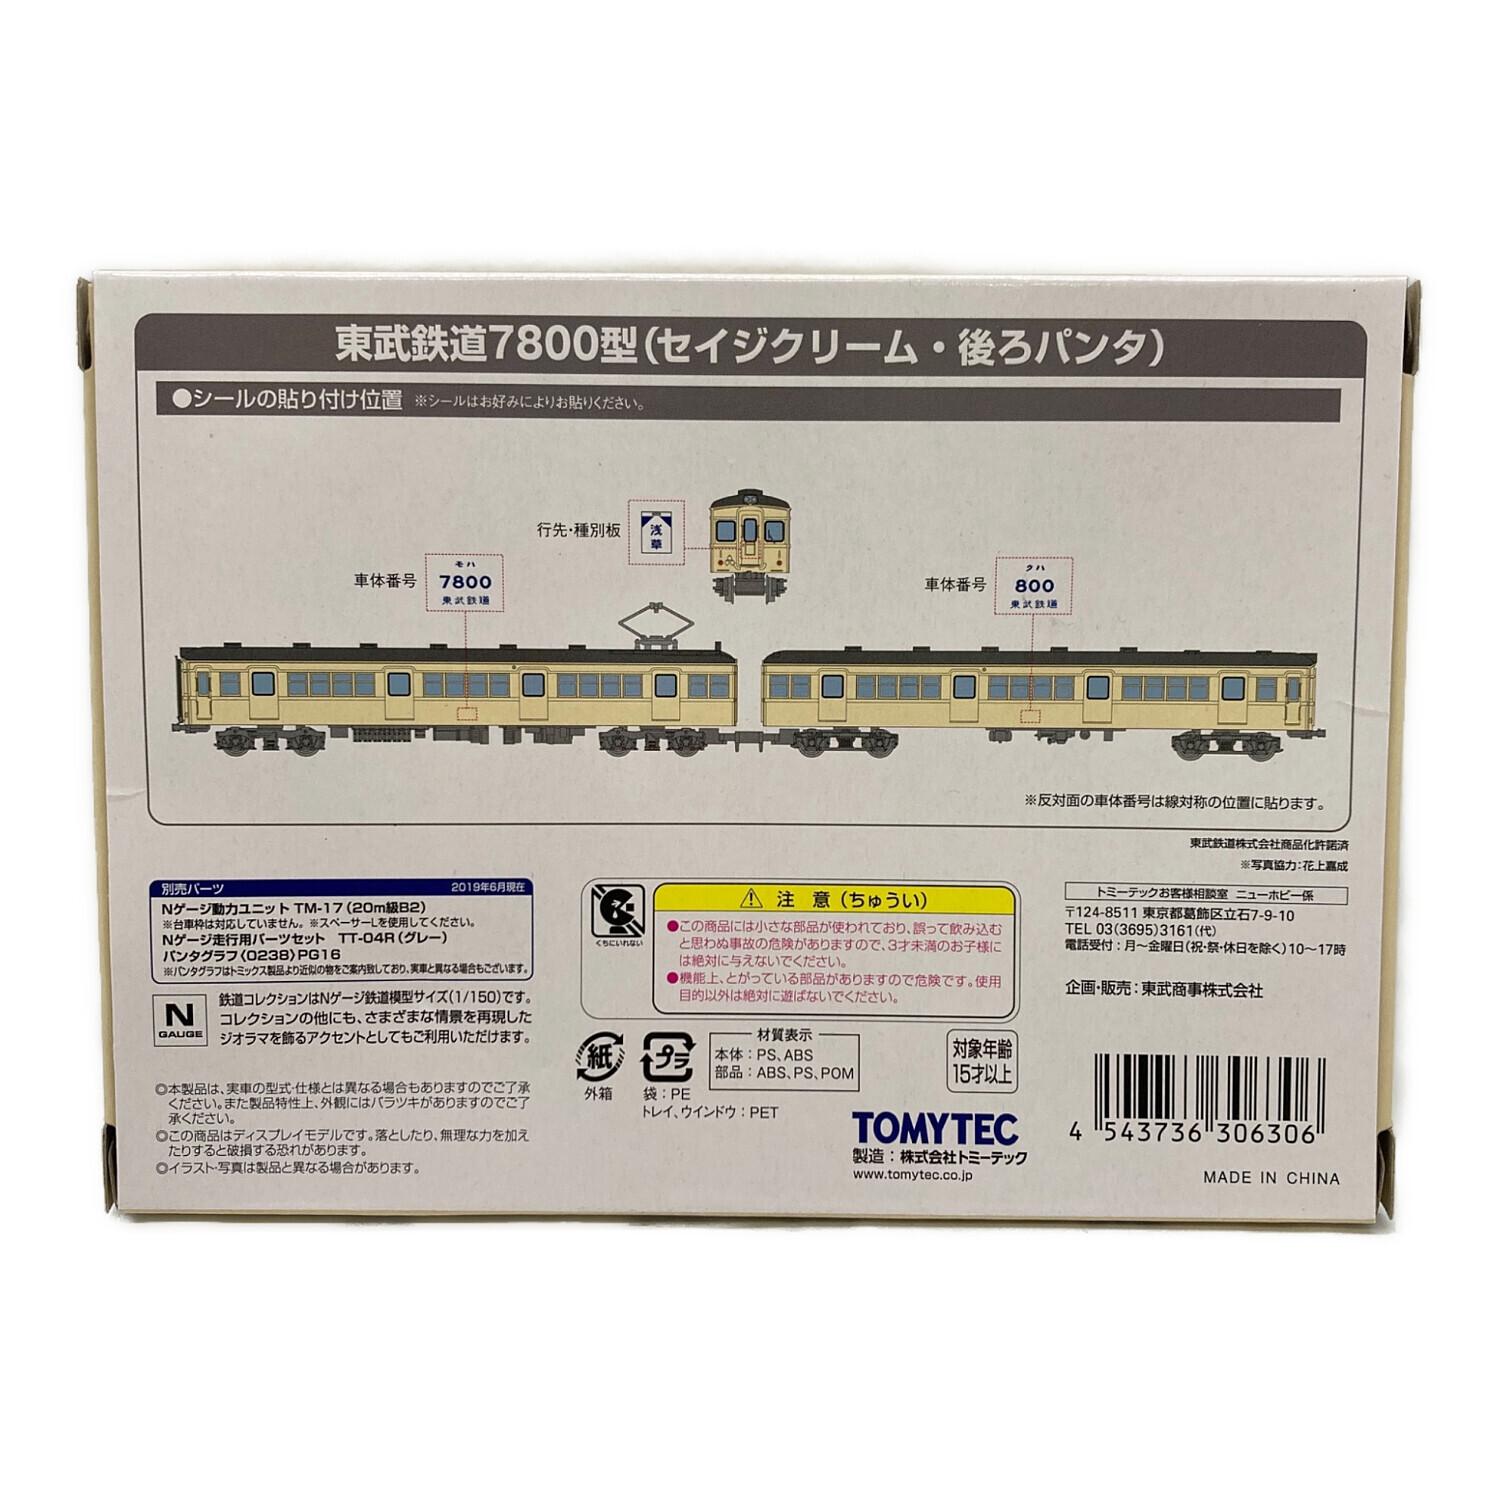 東武鉄道7800型(セイジクリーム・後ろパンタ)
●シールの貼り付け位置 ※シールはお好みによりお貼りください。
行先・種別板
浅草
車体番号
モハ
7800
東武鉄道
車体番号
クハ
800
東武鉄道
※反対面の車体番号は線対称の位置に貼ります。
東武鉄道株式会社商品化許諾済
※写真協力:花上嘉成
別売パーツ 2019年6月現在
Nゲージ動力ユニット TM-17(20m級B2)
※台車枠は対応していません。※スペーサーLを使用してください。
Nゲージ走行用パーツセット TT-04R(グレー)
パンタグラフ〈0238〉PG16
※パンタグラフはトミックス製品より近似の物をご案内致しており、実車と異なる場合もございます。
N
GAUGE
鉄道コレクションはNゲージ鉄道模型サイズ(1/150)です。
コレクションの他にも、さまざまな情景を再現した
ジオラマを飾るアクセントとしてもご利用いただけます。
◎本製品は、実車の型式・仕様とは異なる場合もありますのでご了承
ください。また製品特性上、外観にはバラツキがありますのでご了
承ください。
◎この商品はディスプレイモデルです。落としたり、無理な力を加え
たりすると破損する恐れがあります。
◎イラスト・写真は製品と異なる場合があります。
くちにいれない
注 意(ちゅうい)
●この商品には小さな部品が使われており、誤って飲み込む
と思わぬ事故の危険がありますので、3才未満のお子様に
は絶対に与えないでください。
●機能上、とがっている部品がありますので危険です。使用
目的以外は絶対に遊ばないでください。
紙
外箱
プラ
袋:PE
トレイ、ウインドウ:PET
材質表示
本体:PS、ABS
部品:ABS、PS、POM
対象年齢
15才以上
TOMYTEC
製造:株式会社トミーテック
www.tomytec.co.jp
トミーテックお客様相談室 ニューホビー係
〒124-8511 東京都葛飾区立石7-9-10
TEL 03(3695)3161(代)
電話受付:月〜金曜日(祝・祭・休日を除く)10〜17時
企画・販売:東武商事株式会社
4 543736 306306
MADE IN CHINA